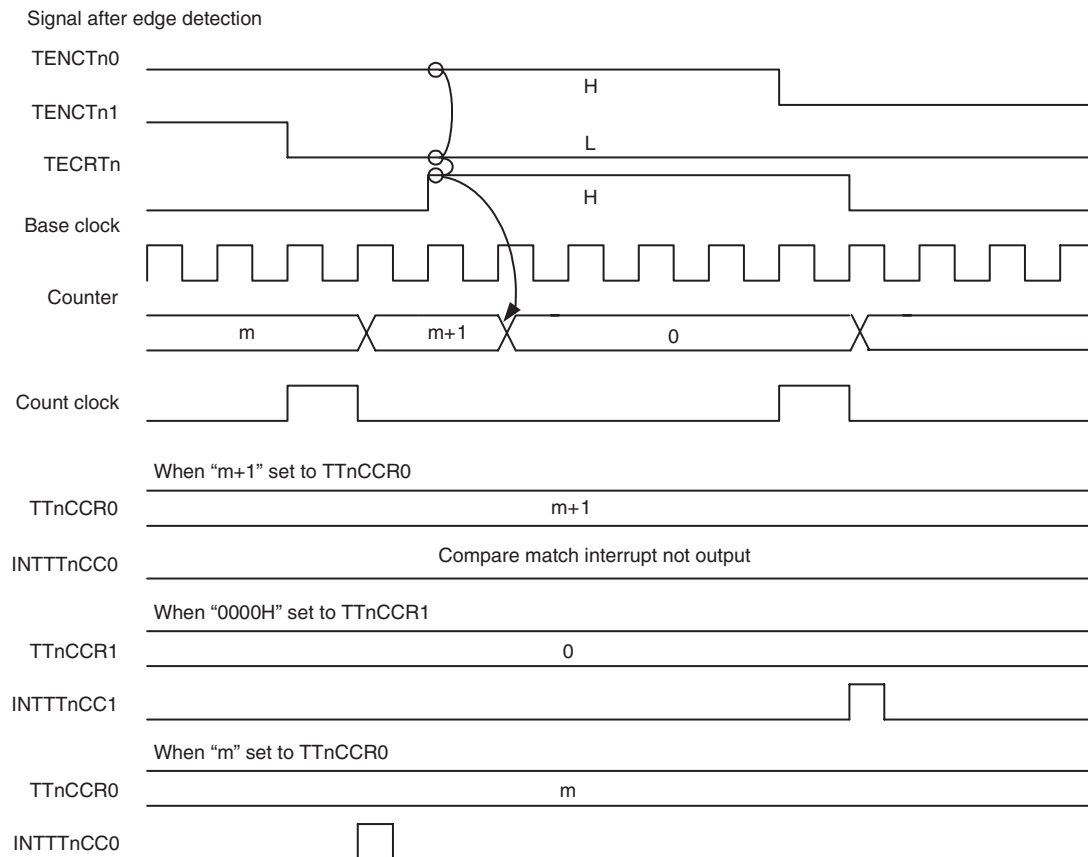 Signal after edge detection
TENCTn0
H
TENCTn1
L
TECRTn
H
Base clock
Counter
m
m+1
0
Count clock
When “m+1” set to TTnCCR0
TTnCCR0
m+1
INTTTnCC0
Compare match interrupt not output
When “0000H” set to TTnCCR1
TTnCCR1
0
INTTTnCC1
When “m” set to TTnCCR0
TTnCCR0
m
INTTTnCC0